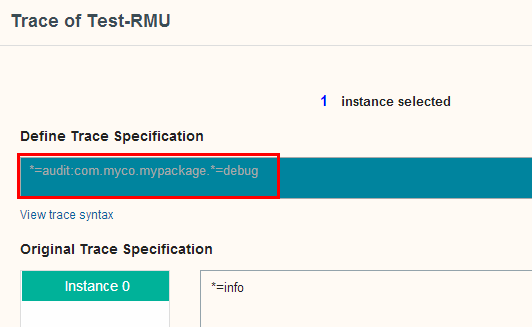 Trace of Test-RMU
1 instance selected
Define Trace Specification
*=audit:com.myco.mypackage.*=debug
View trace syntax
Original Trace Specification
Instance 0
*=info